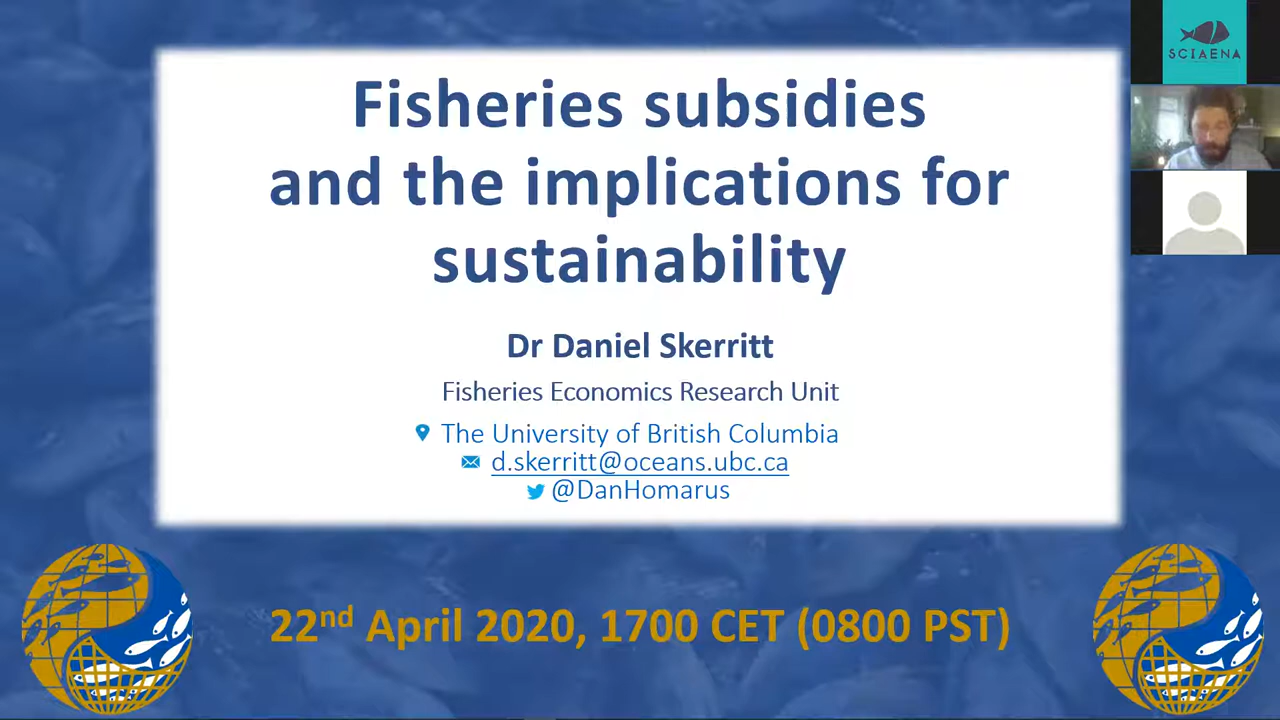 Fisheries subsidies
and the implications for
sustainability
Dr Daniel Skerritt
Fisheries Economics Research Unit
The University of British Columbia
d.skerritt@oceans.ubc.ca
@DanHomarus
22nd April 2020, 1700 CET (0800 PST)
SCIAENA